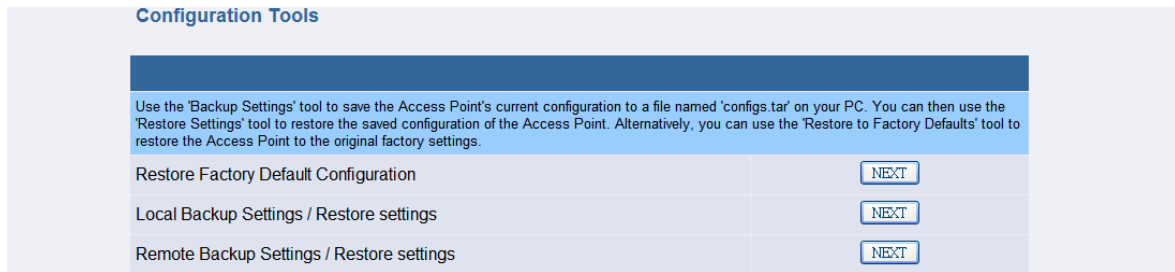 Configuration Tools
Use the 'Backup Settings' tool to save the Access Point's current configuration to a file named 'configs.tar' on your PC. You can then use the
'Restore Settings' tool to restore the saved configuration of the Access Point. Alternatively, you can use the 'Restore to Factory Defaults' tool to
restore the Access Point to the original factory settings.
Restore Factory Default Configuration NEXT
Local Backup Settings / Restore settings NEXT
Remote Backup Settings / Restore settings NEXT